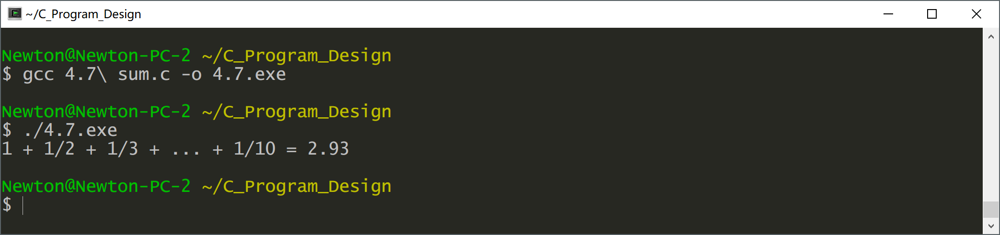 ~/C_Program_Design
Newton@Newton-PC-2 ~/C_Program_Design
$ gcc 4.7\ sum.c -o 4.7.exe
Newton@Newton-PC-2 ~/C_Program_Design
$ ./4.7.exe
1 + 1/2 + 1/3 + ... + 1/10 = 2.93
Newton@Newton-PC-2 ~/C_Program_Design
$